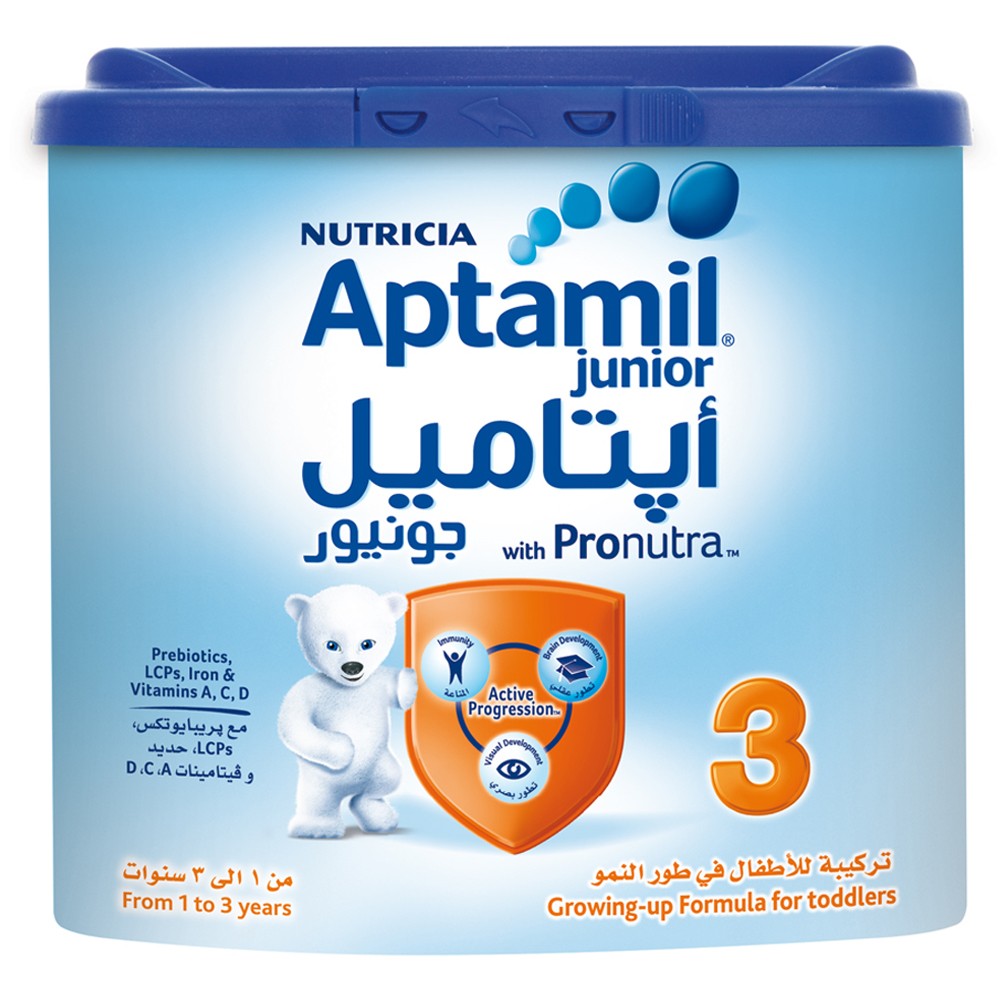 NUTRICIA
Aptamil®
junior
أپتاميل
جونيور
with Pronutra™
Prebiotics,
LCPs, Iron &
Vitamins A, C, D
مع پريبايوتكس،
LCPs، حديد
و ڤيتامينات D،C،A
Immunity
المناعة
Brain Development
تطور عقلي
Active
Progression™
Visual Development
تطور بصري
3
من ١ الى ٣ سنوات
From 1 to 3 years
تركيبة للأطفال في طور النمو
Growing-up Formula for toddlers